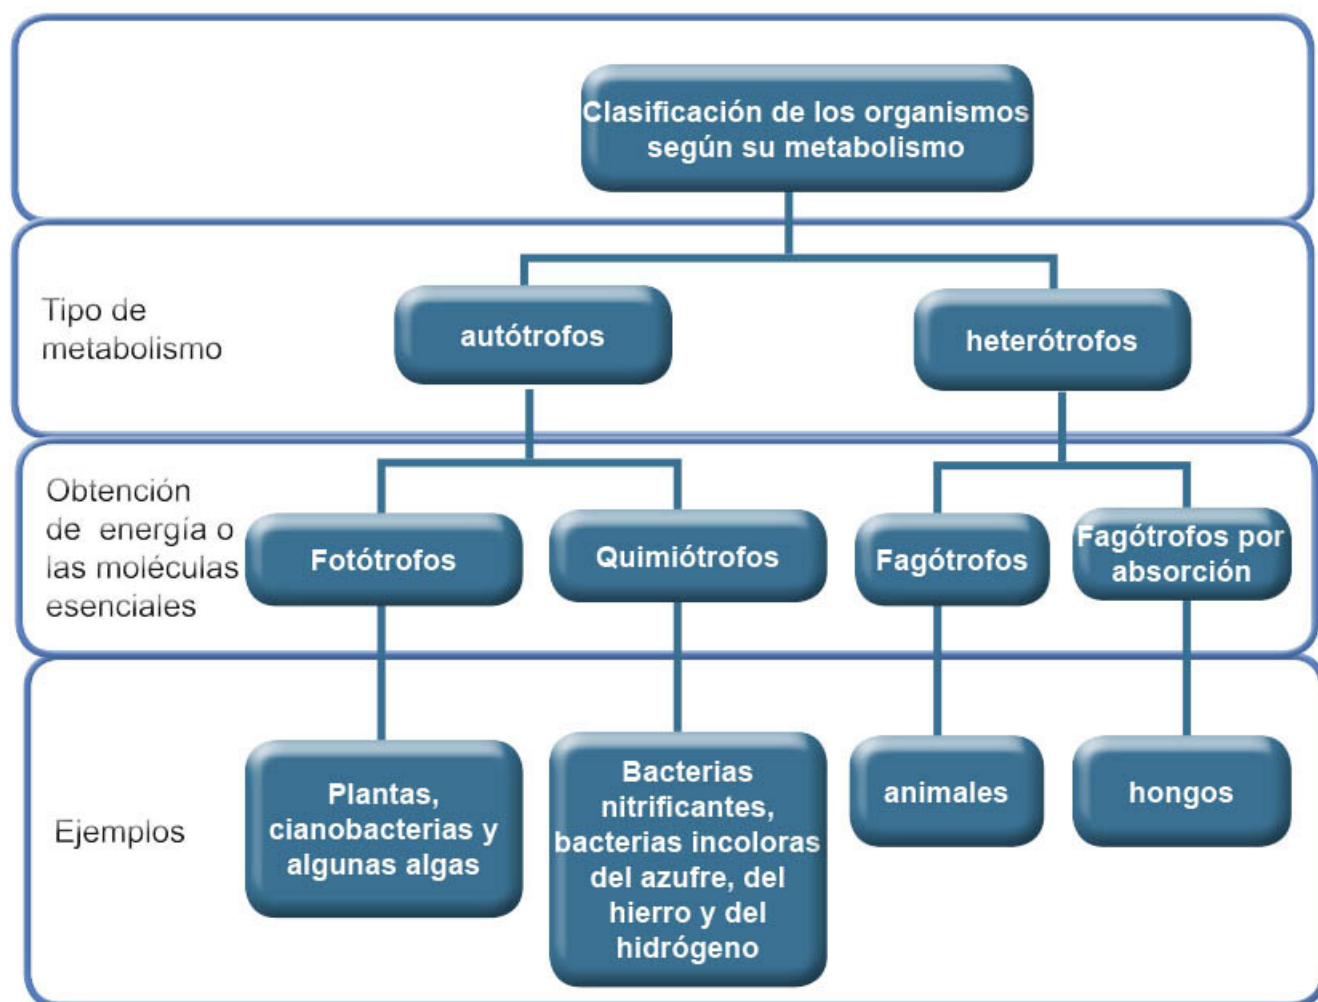 Clasificación de los organismos
según su metabolismo
Tipo de
metabolismo
autótrofos
heterótrofos
Obtención
de energía o
las moléculas
esenciales
Fotótrofos
Quimiótrofos
Fagótrofos
Fagótrofos por
absorción
Ejemplos
Plantas,
cianobacterias y
algunas algas
Bacterias
nitrificantes,
bacterias incoloras
del azufre, del
hierro y del
hidrógeno
animales
hongos